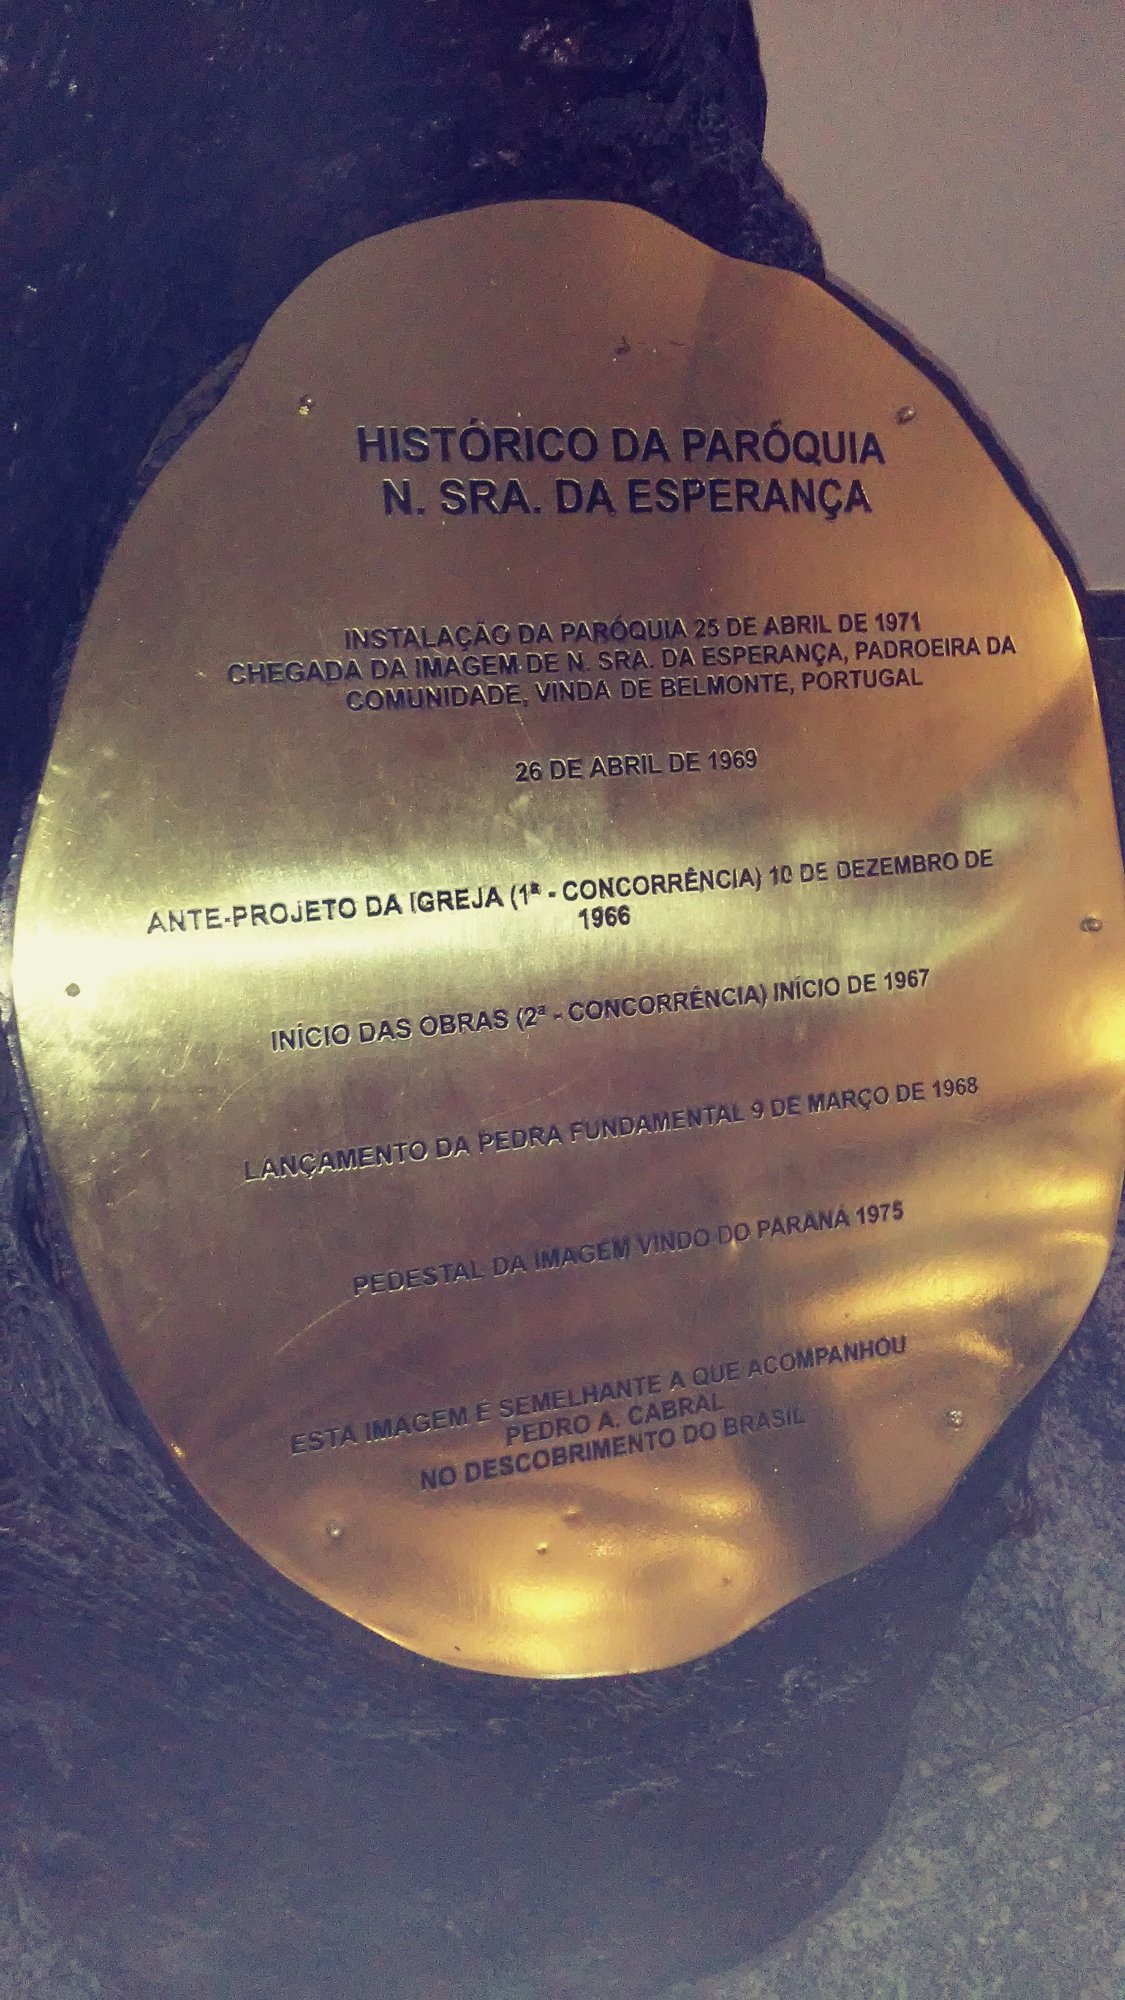 HISTÓRICO DA PARÓQUIA
N. SRA. DA ESPERANÇA
INSTALAÇÃO DA PARÓQUIA 25 DE ABRIL DE 1971
CHEGADA DA IMAGEM DE N. SRA. DA ESPERANÇA, PADROEIRA DA
COMUNIDADE, VINDA DE BELMONTE, PORTUGAL
26 DE ABRIL DE 1969
ANTE-PROJETO DA IGREJA (1ª - CONCORRÊNCIA) 10 DE DEZEMBRO DE
1966
INÍCIO DAS OBRAS (2ª - CONCORRÊNCIA) INÍCIO DE 1967
LANÇAMENTO DA PEDRA FUNDAMENTAL 9 DE MARÇO DE 1968
PEDESTAL DA IMAGEM VINDO DO PARANÁ 1975
ESTA IMAGEM É SEMELHANTE A QUE ACOMPANHOU
PEDRO A. CABRAL
NO DESCOBRIMENTO DO BRASIL